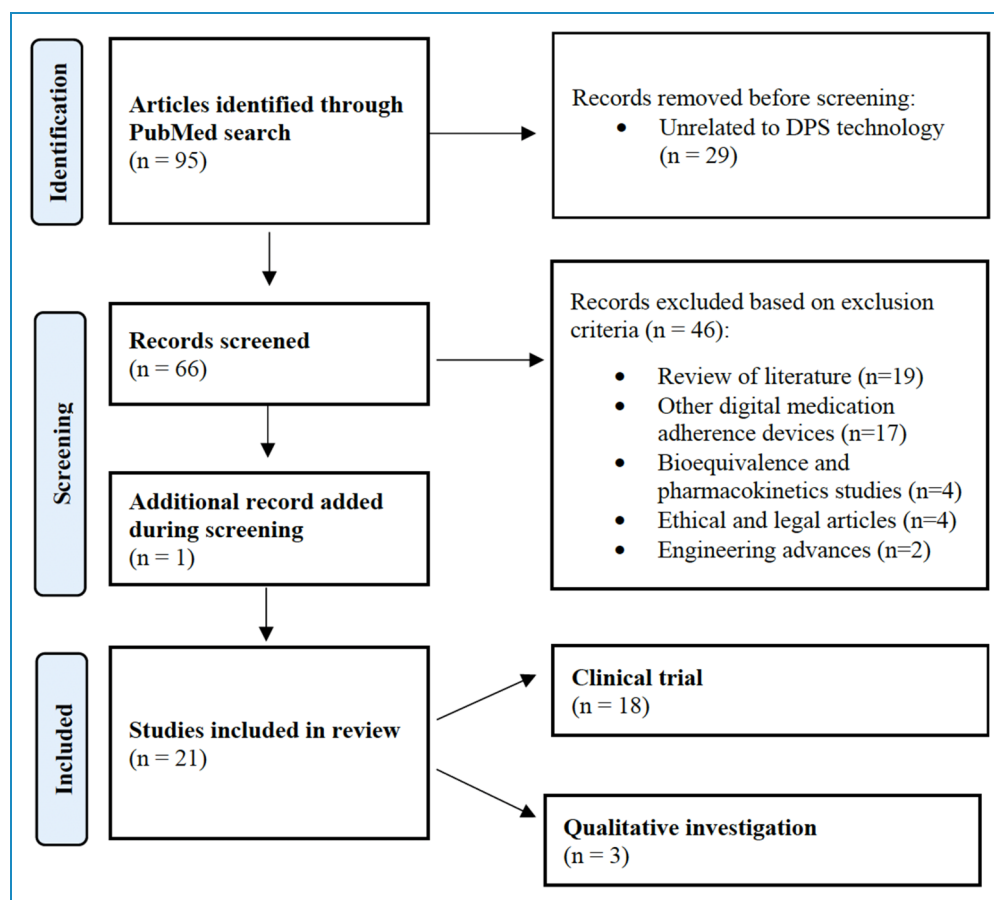 Identification
Articles identified through
PubMed search
(n = 95)
Records removed before screening:
• Unrelated to DPS technology
(n = 29)
Screening
Records screened
(n = 66)
Records excluded based on exclusion
criteria (n = 46):
• Review of literature (n=19)
• Other digital medication
adherence devices (n=17)
• Bioequivalence and
pharmacokinetics studies (n=4)
• Ethical and legal articles (n=4)
• Engineering advances (n=2)
Additional record added
during screening
(n = 1)
Included
Studies included in review
(n = 21)
Clinical trial
(n = 18)
Qualitative investigation
(n = 3)